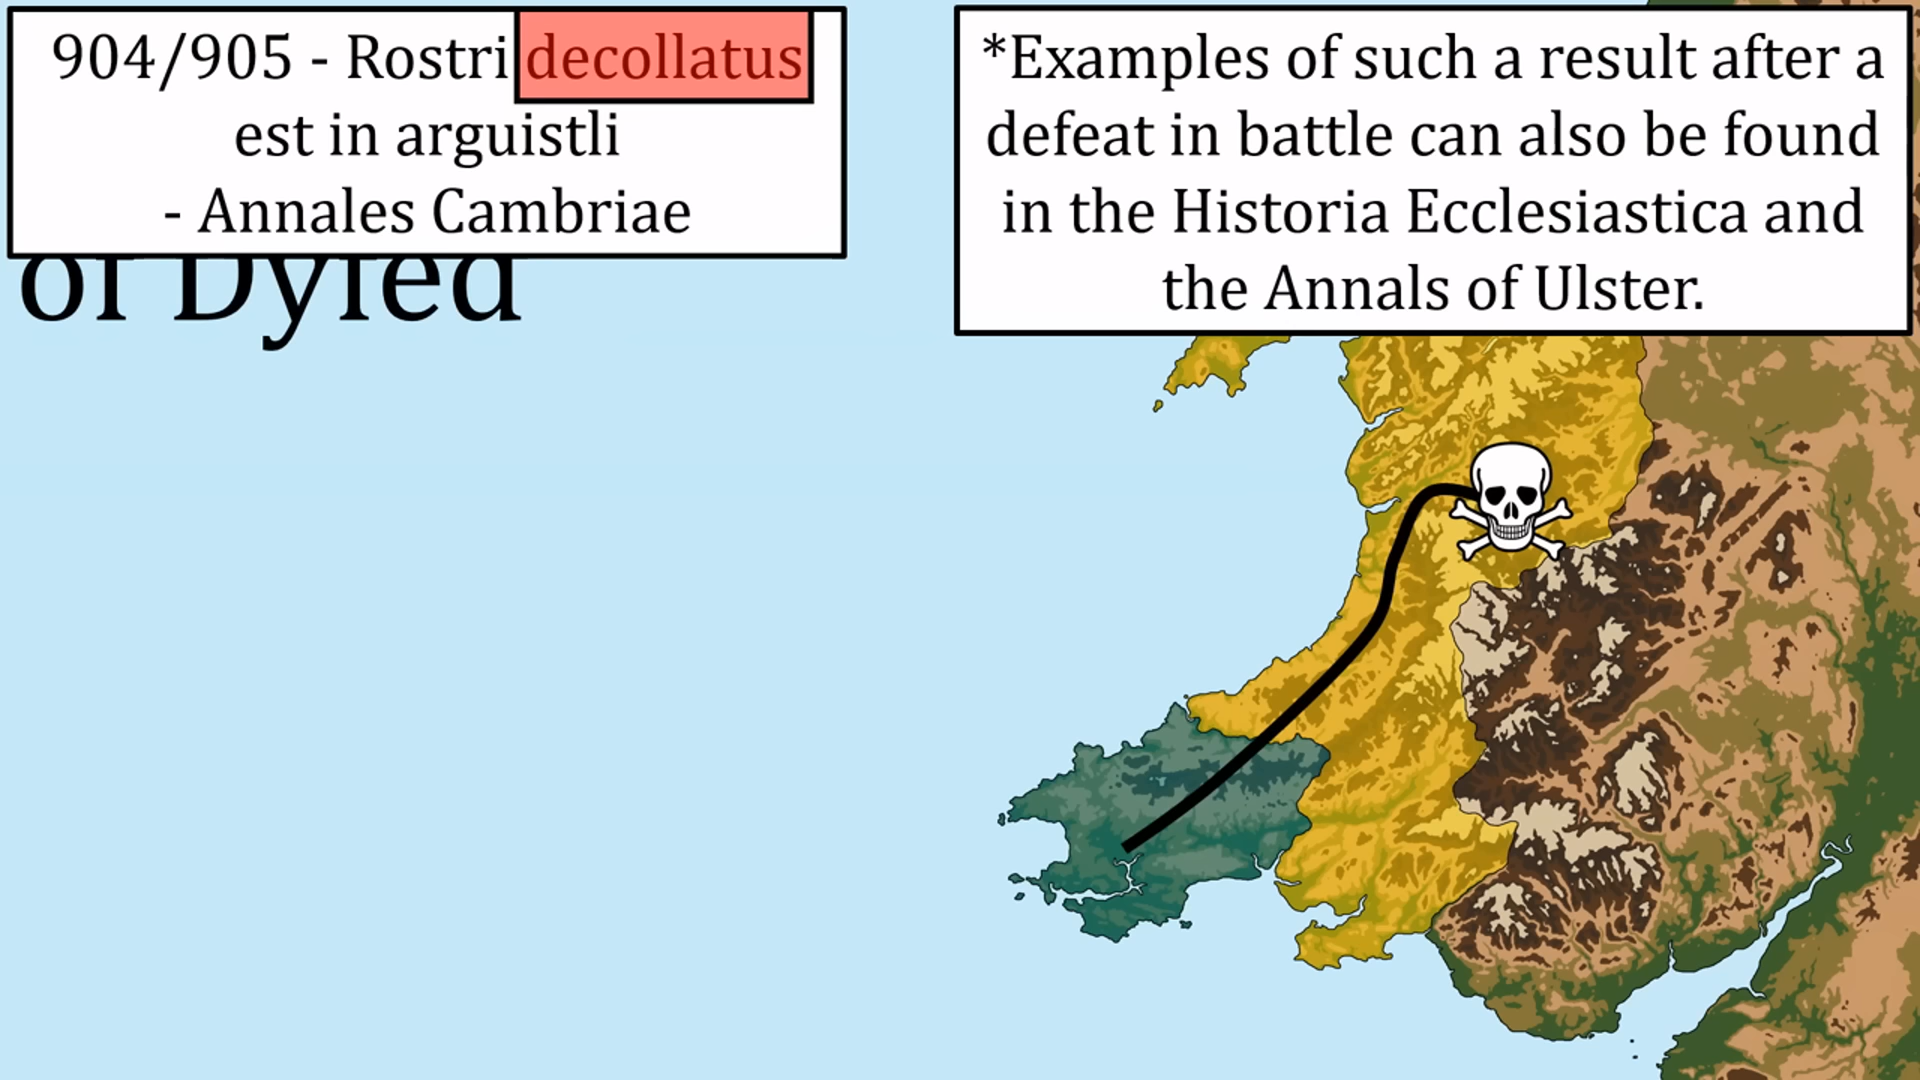 904/905 - Rostri decollatus
est in arguistli
- Annales Cambriae
of Dyfed
*Examples of such a result after a
defeat in battle can also be found
in the Historia Ecclesiastica and
the Annals of Ulster.